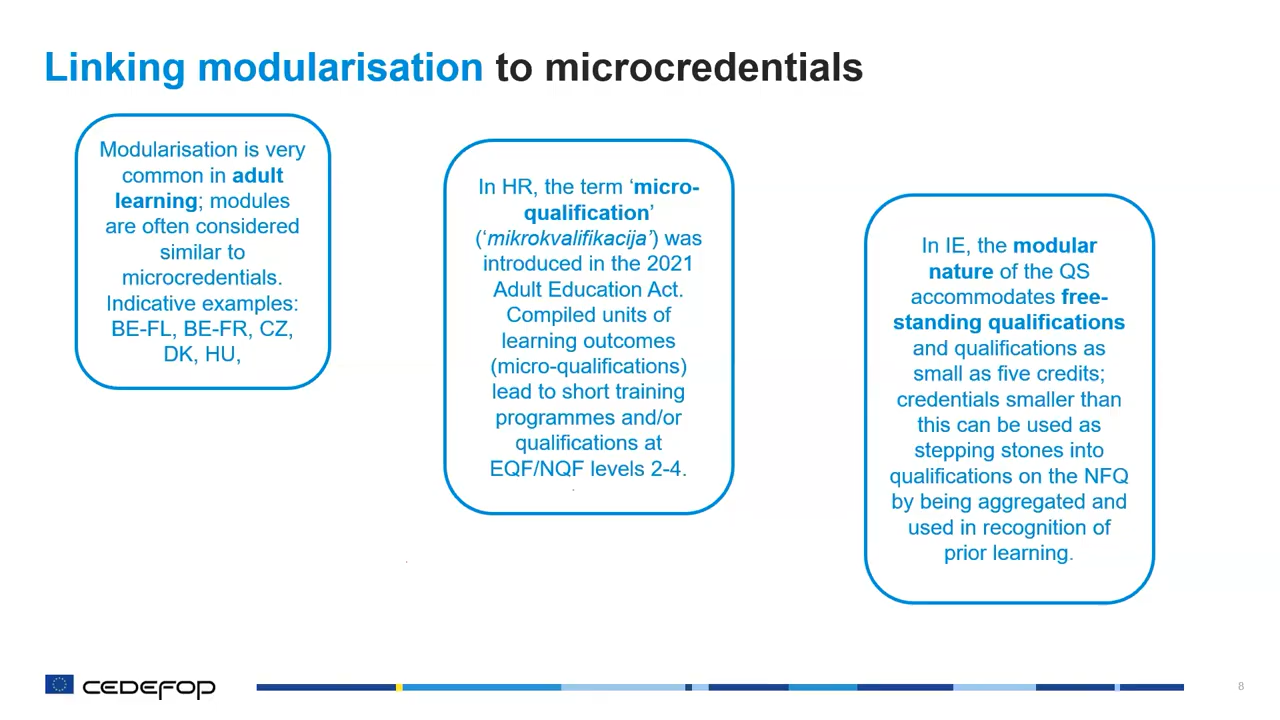 Linking modularisation to microcredentials
Modularisation is very
common in adult
learning; modules
are often considered
similar to
microcredentials.
Indicative examples:
BE-FL, BE-FR, CZ,
DK, HU,
In HR, the term ‘micro-
qualification’
(‘mikrokvalifikacija’) was
introduced in the 2021
Adult Education Act.
Compiled units of
learning outcomes
(micro-qualifications)
lead to short training
programmes and/or
qualifications at
EQF/NQF levels 2-4.
.
In IE, the modular
nature of the QS
accommodates free-
standing qualifications
and qualifications as
small as five credits;
credentials smaller than
this can be used as
stepping stones into
qualifications on the NFQ
by being aggregated and
used in recognition of
prior learning.
CEDEFOP
8